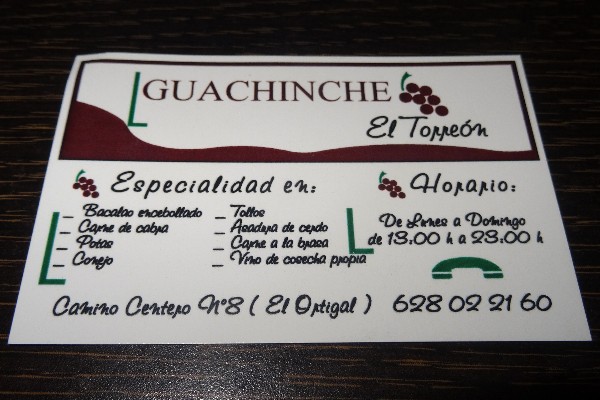 GUACHINCHE
El Torreón
Especialidad en:
_ Bacalao encebollado
_ Carne de cabra
_ Potas
_ Conejo
_ Tollos
_ Asadura de cerdo
_ Carne a la brasa
_ Vino de cosecha propia
Horario:
De Lunes a Domingo
de 13:00 h a 23:00 h
Camino Centero Nº8 ( El Ortigal ) 628 02 21 60